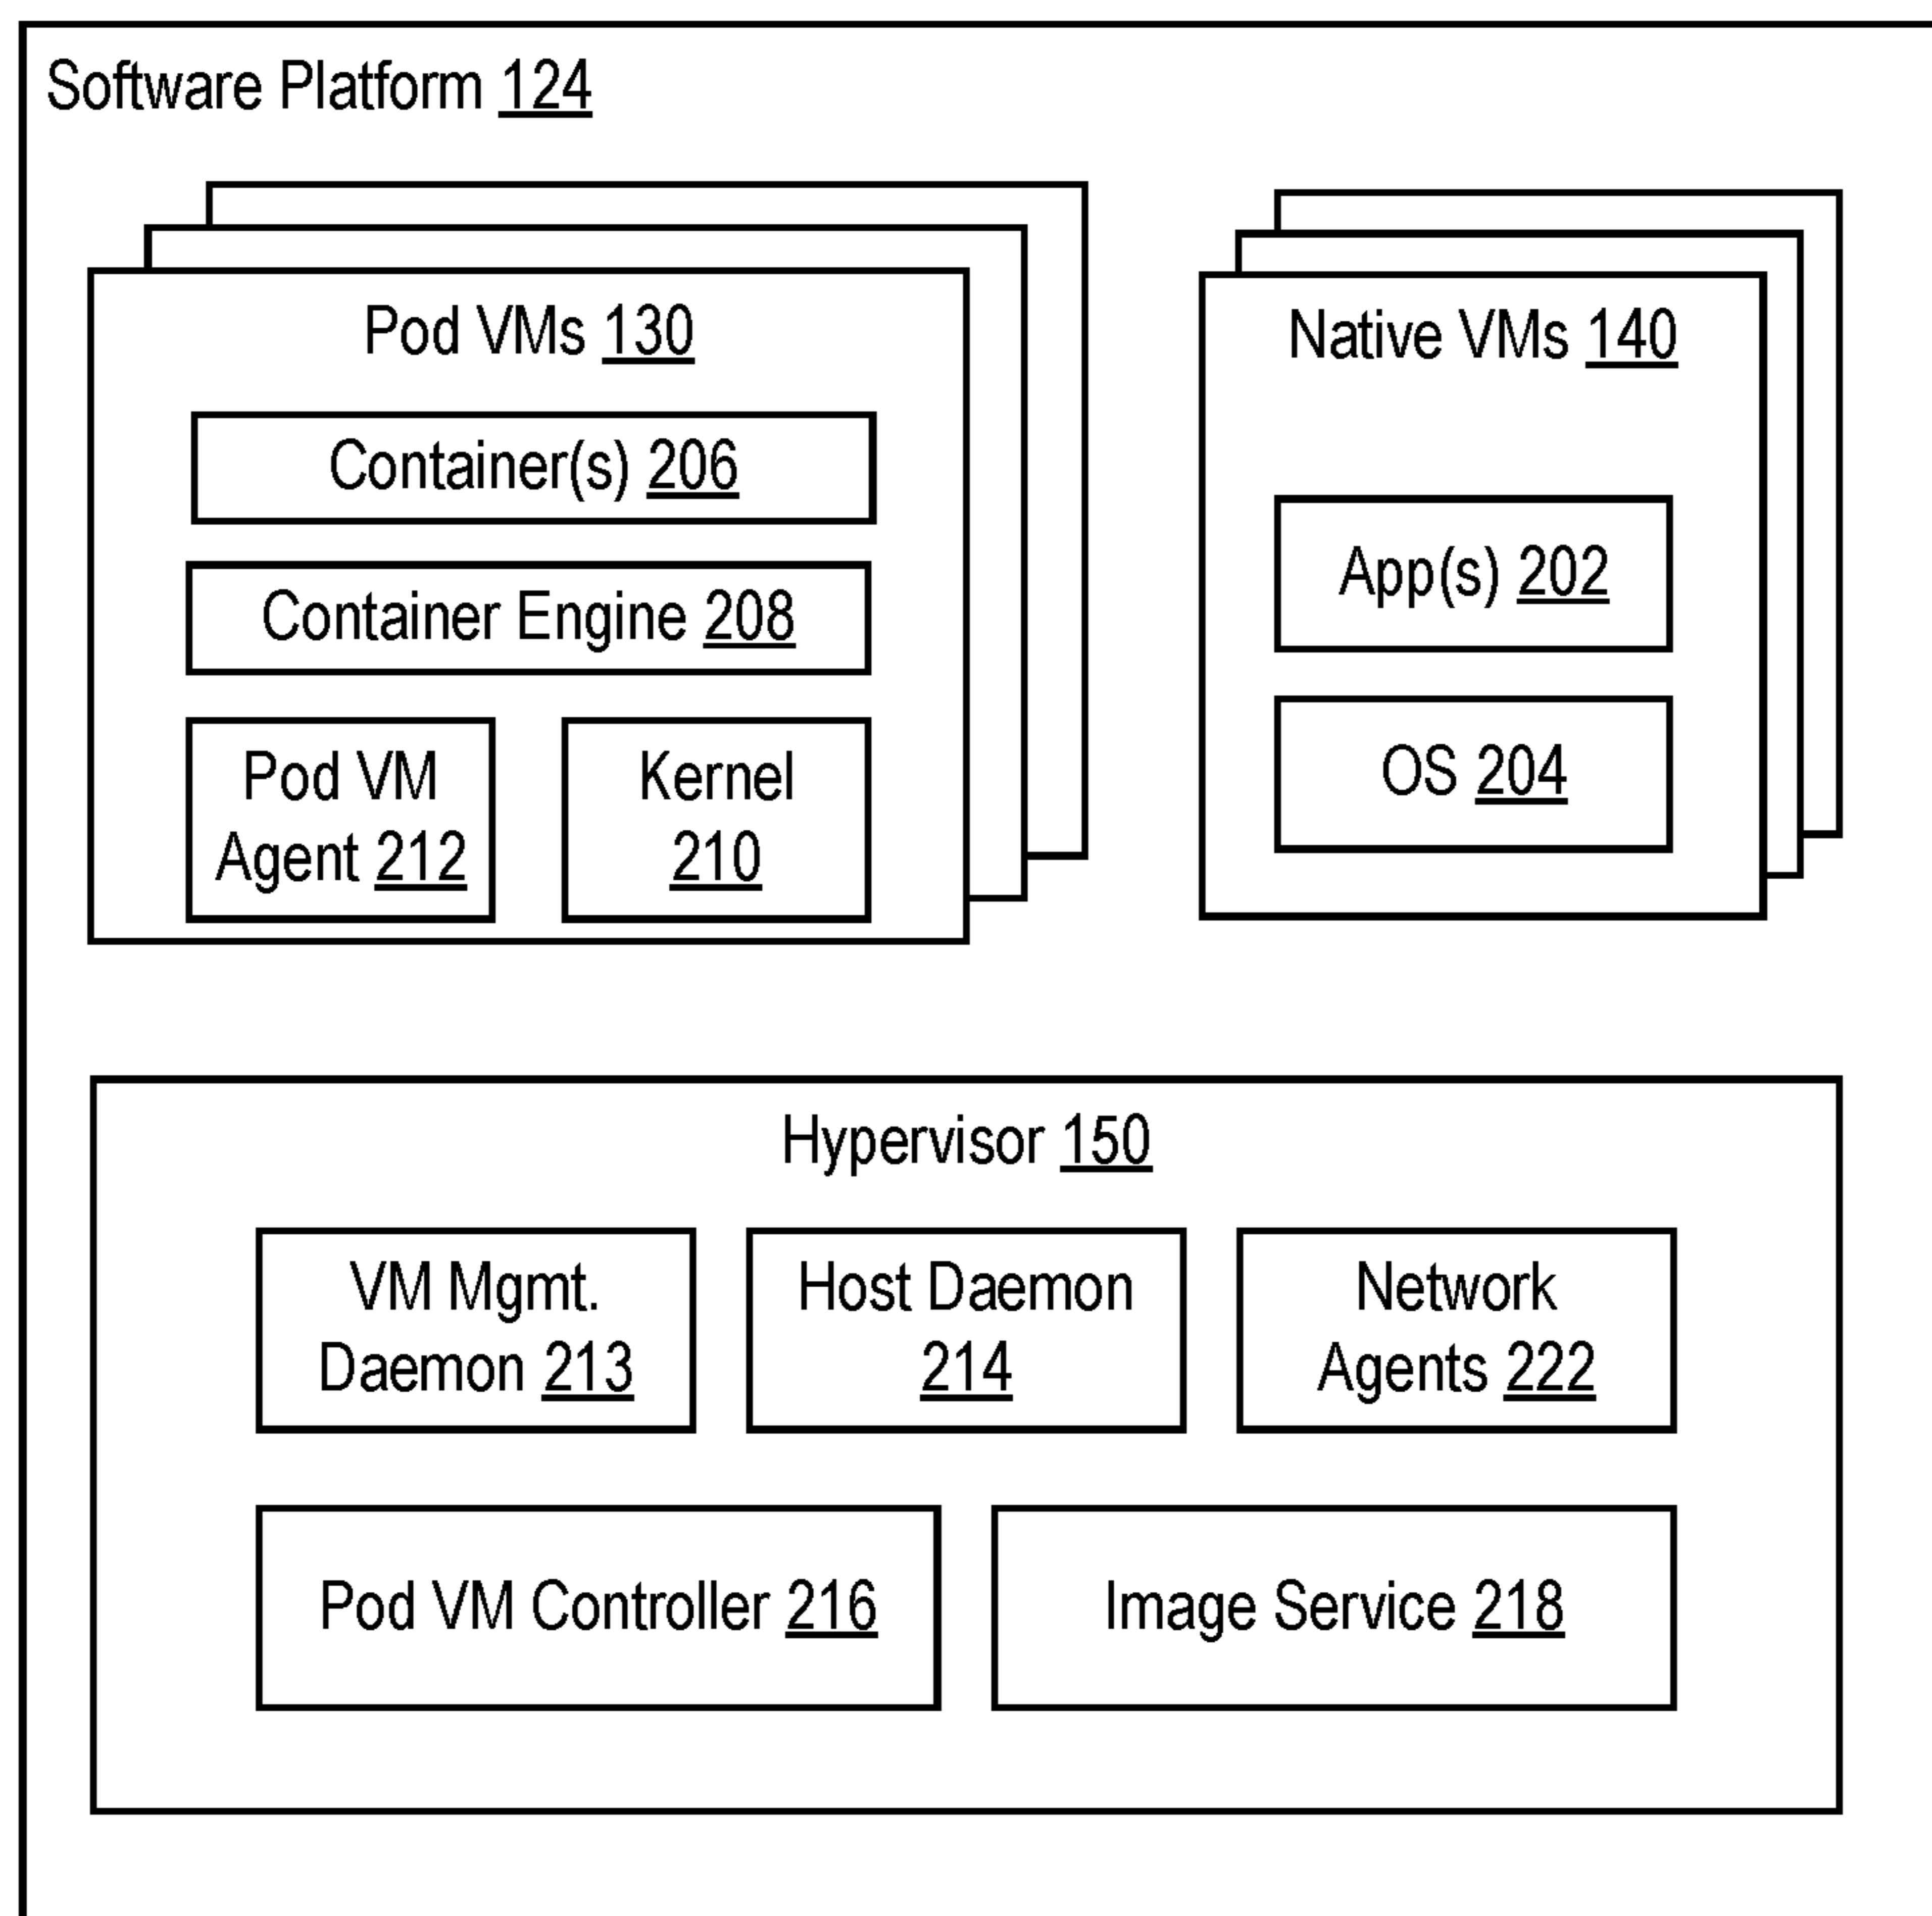 Software Platform 124
Pod VMs 130
Container(s) 206
Container Engine 208
Pod VM
Agent 212
Kernel
210
Native VMs 140
App(s) 202
OS 204
Hypervisor 150
VM Mgmt.
Daemon 213
Host Daemon
214
Network
Agents 222
Pod VM Controller 216
Image Service 218